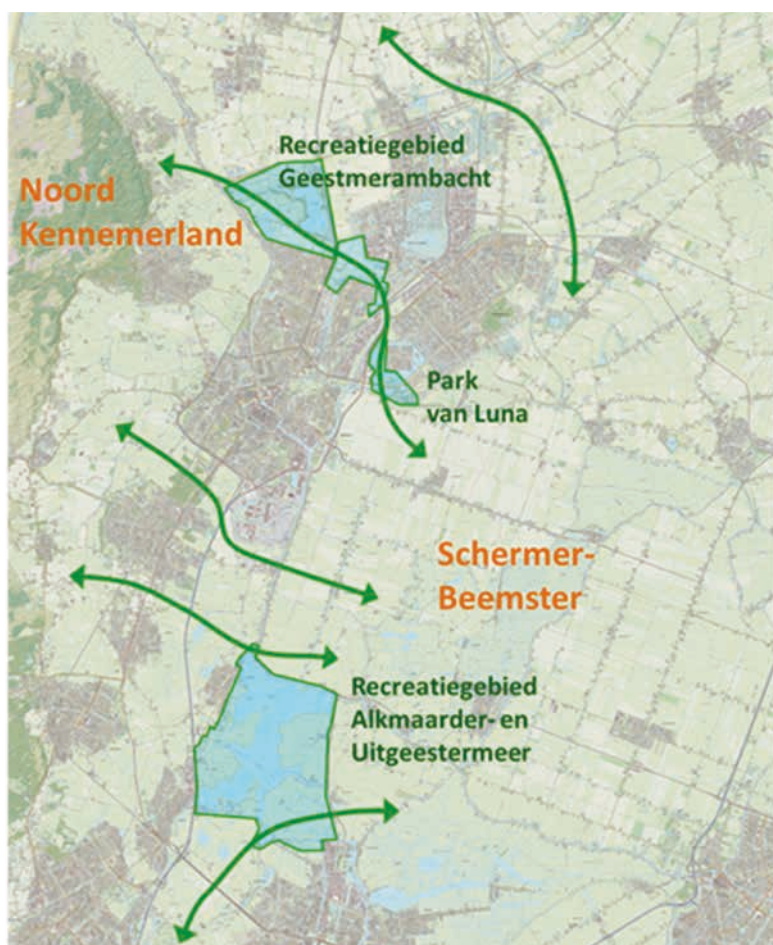 Recreatiegebied
Geestmerambacht
Noord
Kennemerland
Park
van Luna
Schermer-
Beemster
Recreatiegebied
Alkmaarder- en
Uitgeestermeer